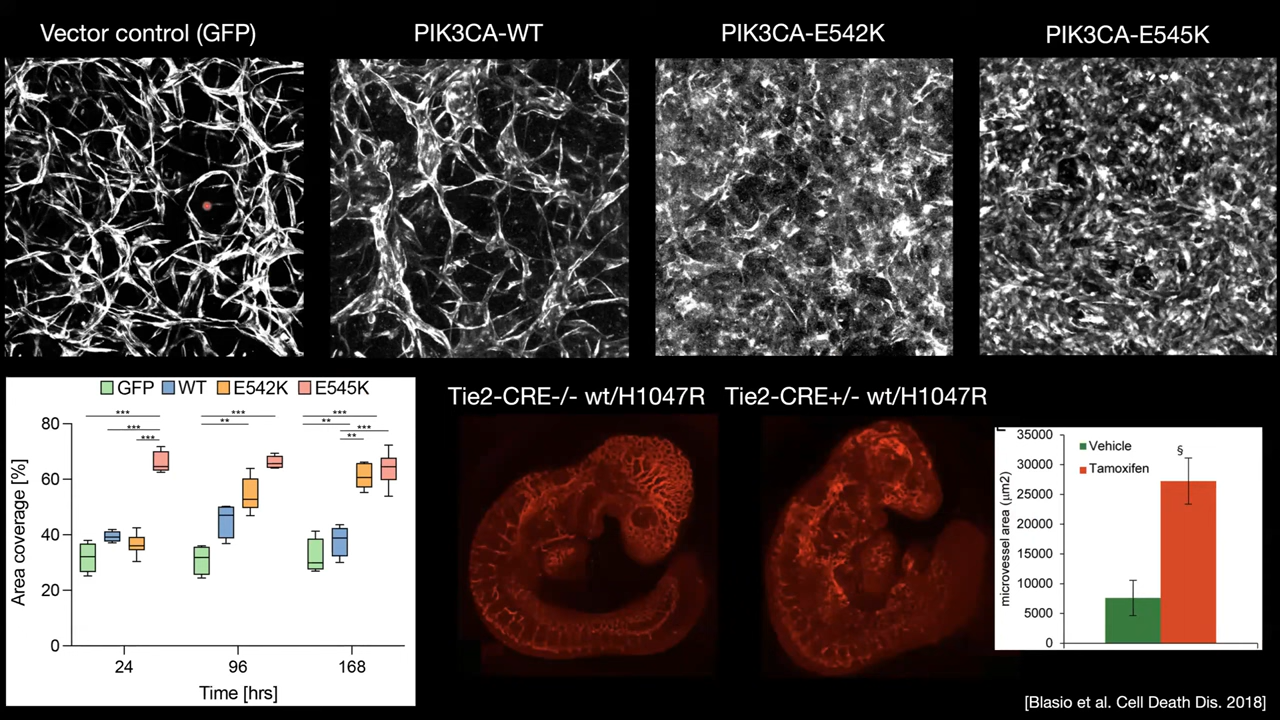 Vector control (GFP)
PIK3CA-WT
PIK3CA-E542K
PIK3CA-E545K
GFP WT E542K E545K
*** *** ***
** ** ***
*** *** **
80
60
40
20
0
Area coverage [%]
24 96 168
Time [hrs]
Tie2-CRE-/- wt/H1047R
Tie2-CRE+/- wt/H1047R
35000
30000
25000
20000
15000
10000
5000
0
microvessel area (μm2)
Vehicle
Tamoxifen
§
[Blasio et al. Cell Death Dis. 2018]